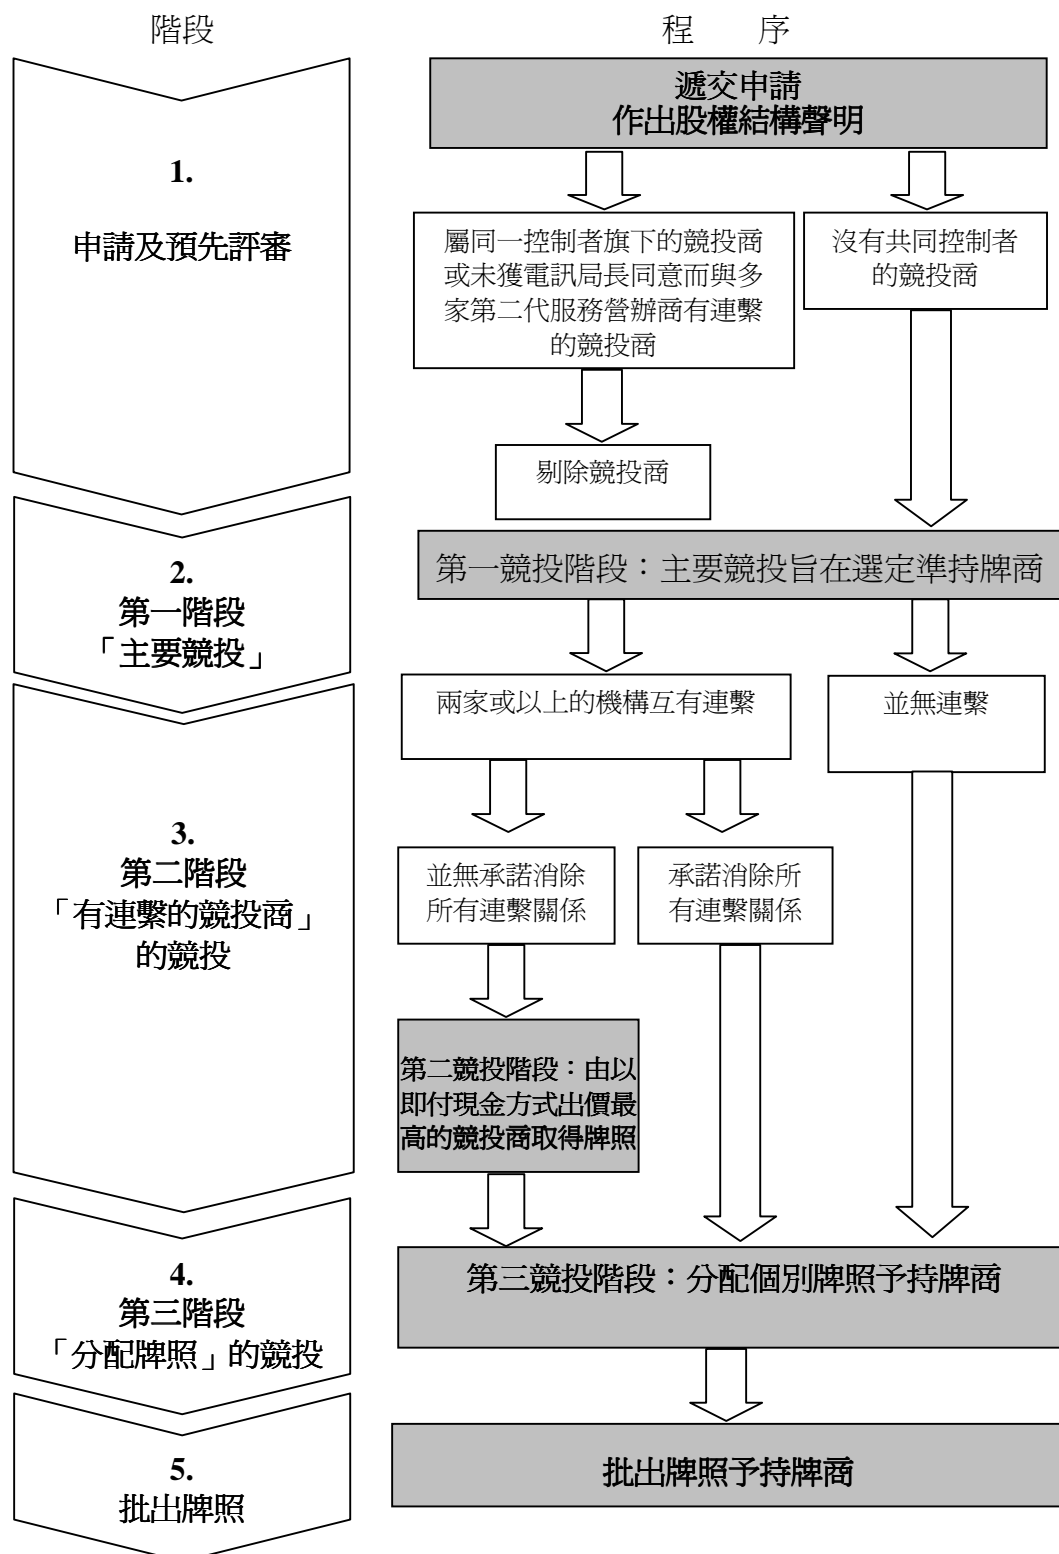 階段
程 序
遞交申請
作出股權結構聲明
1.
申請及預先評審
屬同一控制者旗下的競投商
或未獲電訊局長同意而與多
家第二代服務營辦商有連繫
的競投商
沒有共同控制者
的競投商
剔除競投商
2.
第一階段
「主要競投」
第一競投階段：主要競投旨在選定準持牌商
兩家或以上的機構互有連繫
並無連繫
3.
第二階段
「有連繫的競投商」
的競投
並無承諾消除
所有連繫關係
承諾消除所
有連繫關係
第二競投階段：由以
即付現金方式出價最
高的競投商取得牌照
4.
第三階段
「分配牌照」的競投
第三競投階段：分配個別牌照予持牌商
5.
批出牌照
批出牌照予持牌商